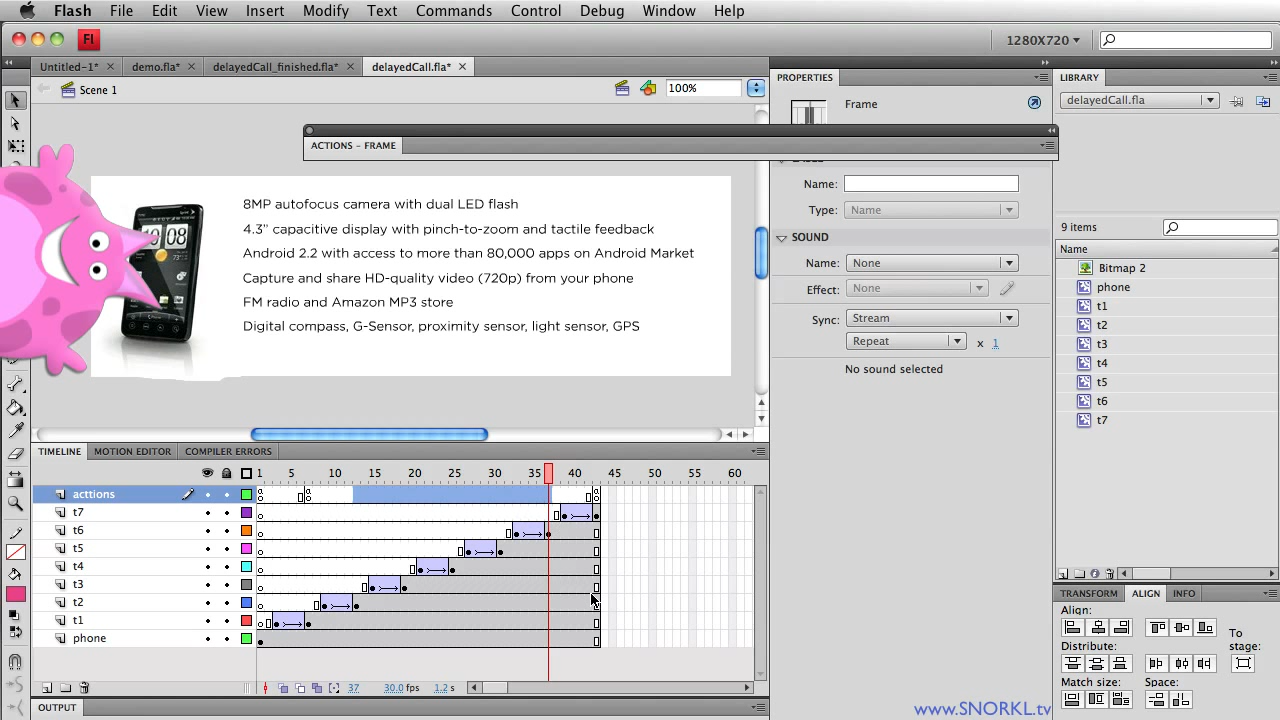 Flash File Edit View Insert Modify Text Commands Control Debug Window Help
Fl 1280X720
Untitled-1* demo.fla* delayedCall_finished.fla* delayedCall.fla*
Scene 1 100%
ACTIONS – FRAME
8MP autofocus camera with dual LED flash
4.3” capacitive display with pinch-to-zoom and tactile feedback
Android 2.2 with access to more than 80,000 apps on Android Market
Capture and share HD-quality video (720p) from your phone
FM radio and Amazon MP3 store
Digital compass, G-Sensor, proximity sensor, light sensor, GPS
PROPERTIES
Frame
Name:
Type: Name
SOUND
Name: None
Effect: None
Sync: Stream
Repeat x 1
No sound selected
LIBRARY
delayedCall.fla
9 items
Name
Bitmap 2
phone
t1
t2
t3
t4
t5
t6
t7
TIMELINE MOTION EDITOR COMPILER ERRORS
1 5 10 15 20 25 30 35 40 45 50 55 60
acttions
t7
t6
t5
t4
t3
t2
t1
phone
37 30.0 fps 1.2 s
OUTPUT
TRANSFORM ALIGN INFO
Align:
Distribute:
Match size: Space:
To
stage:
www.SNORKL.tv